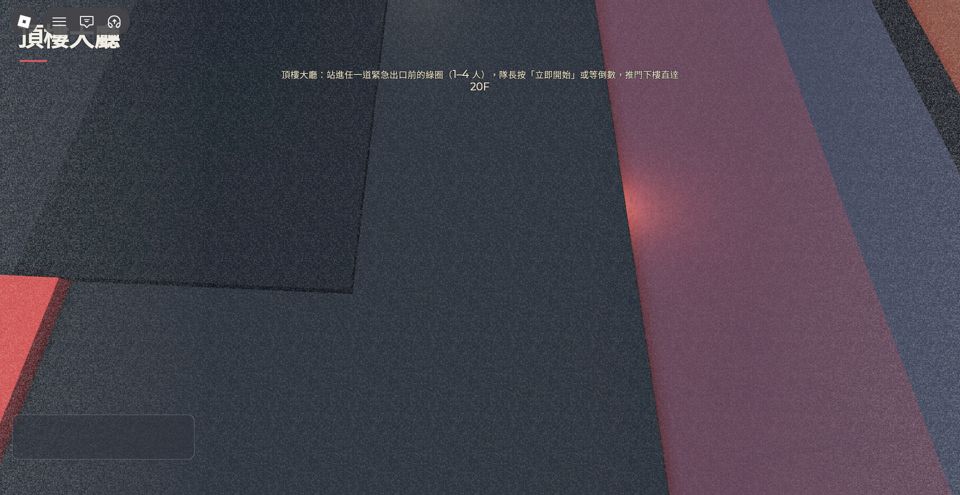 頂樓大廳
頂樓大廳：站進任一道緊急出口前的綠圈（1–4 人），隊長按「立即開始」或等倒數，推門下樓直達
20F